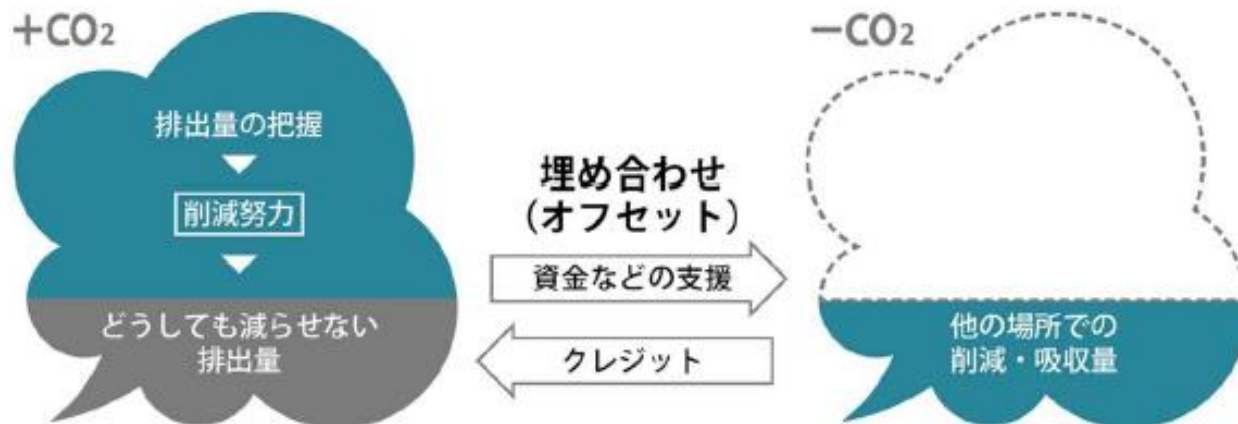 +CO2
排出量の把握
削減努力
どうしても減らせない
排出量
埋め合わせ
(オフセット)
資金などの支援
クレジット
−CO2
他の場所での
削減・吸収量